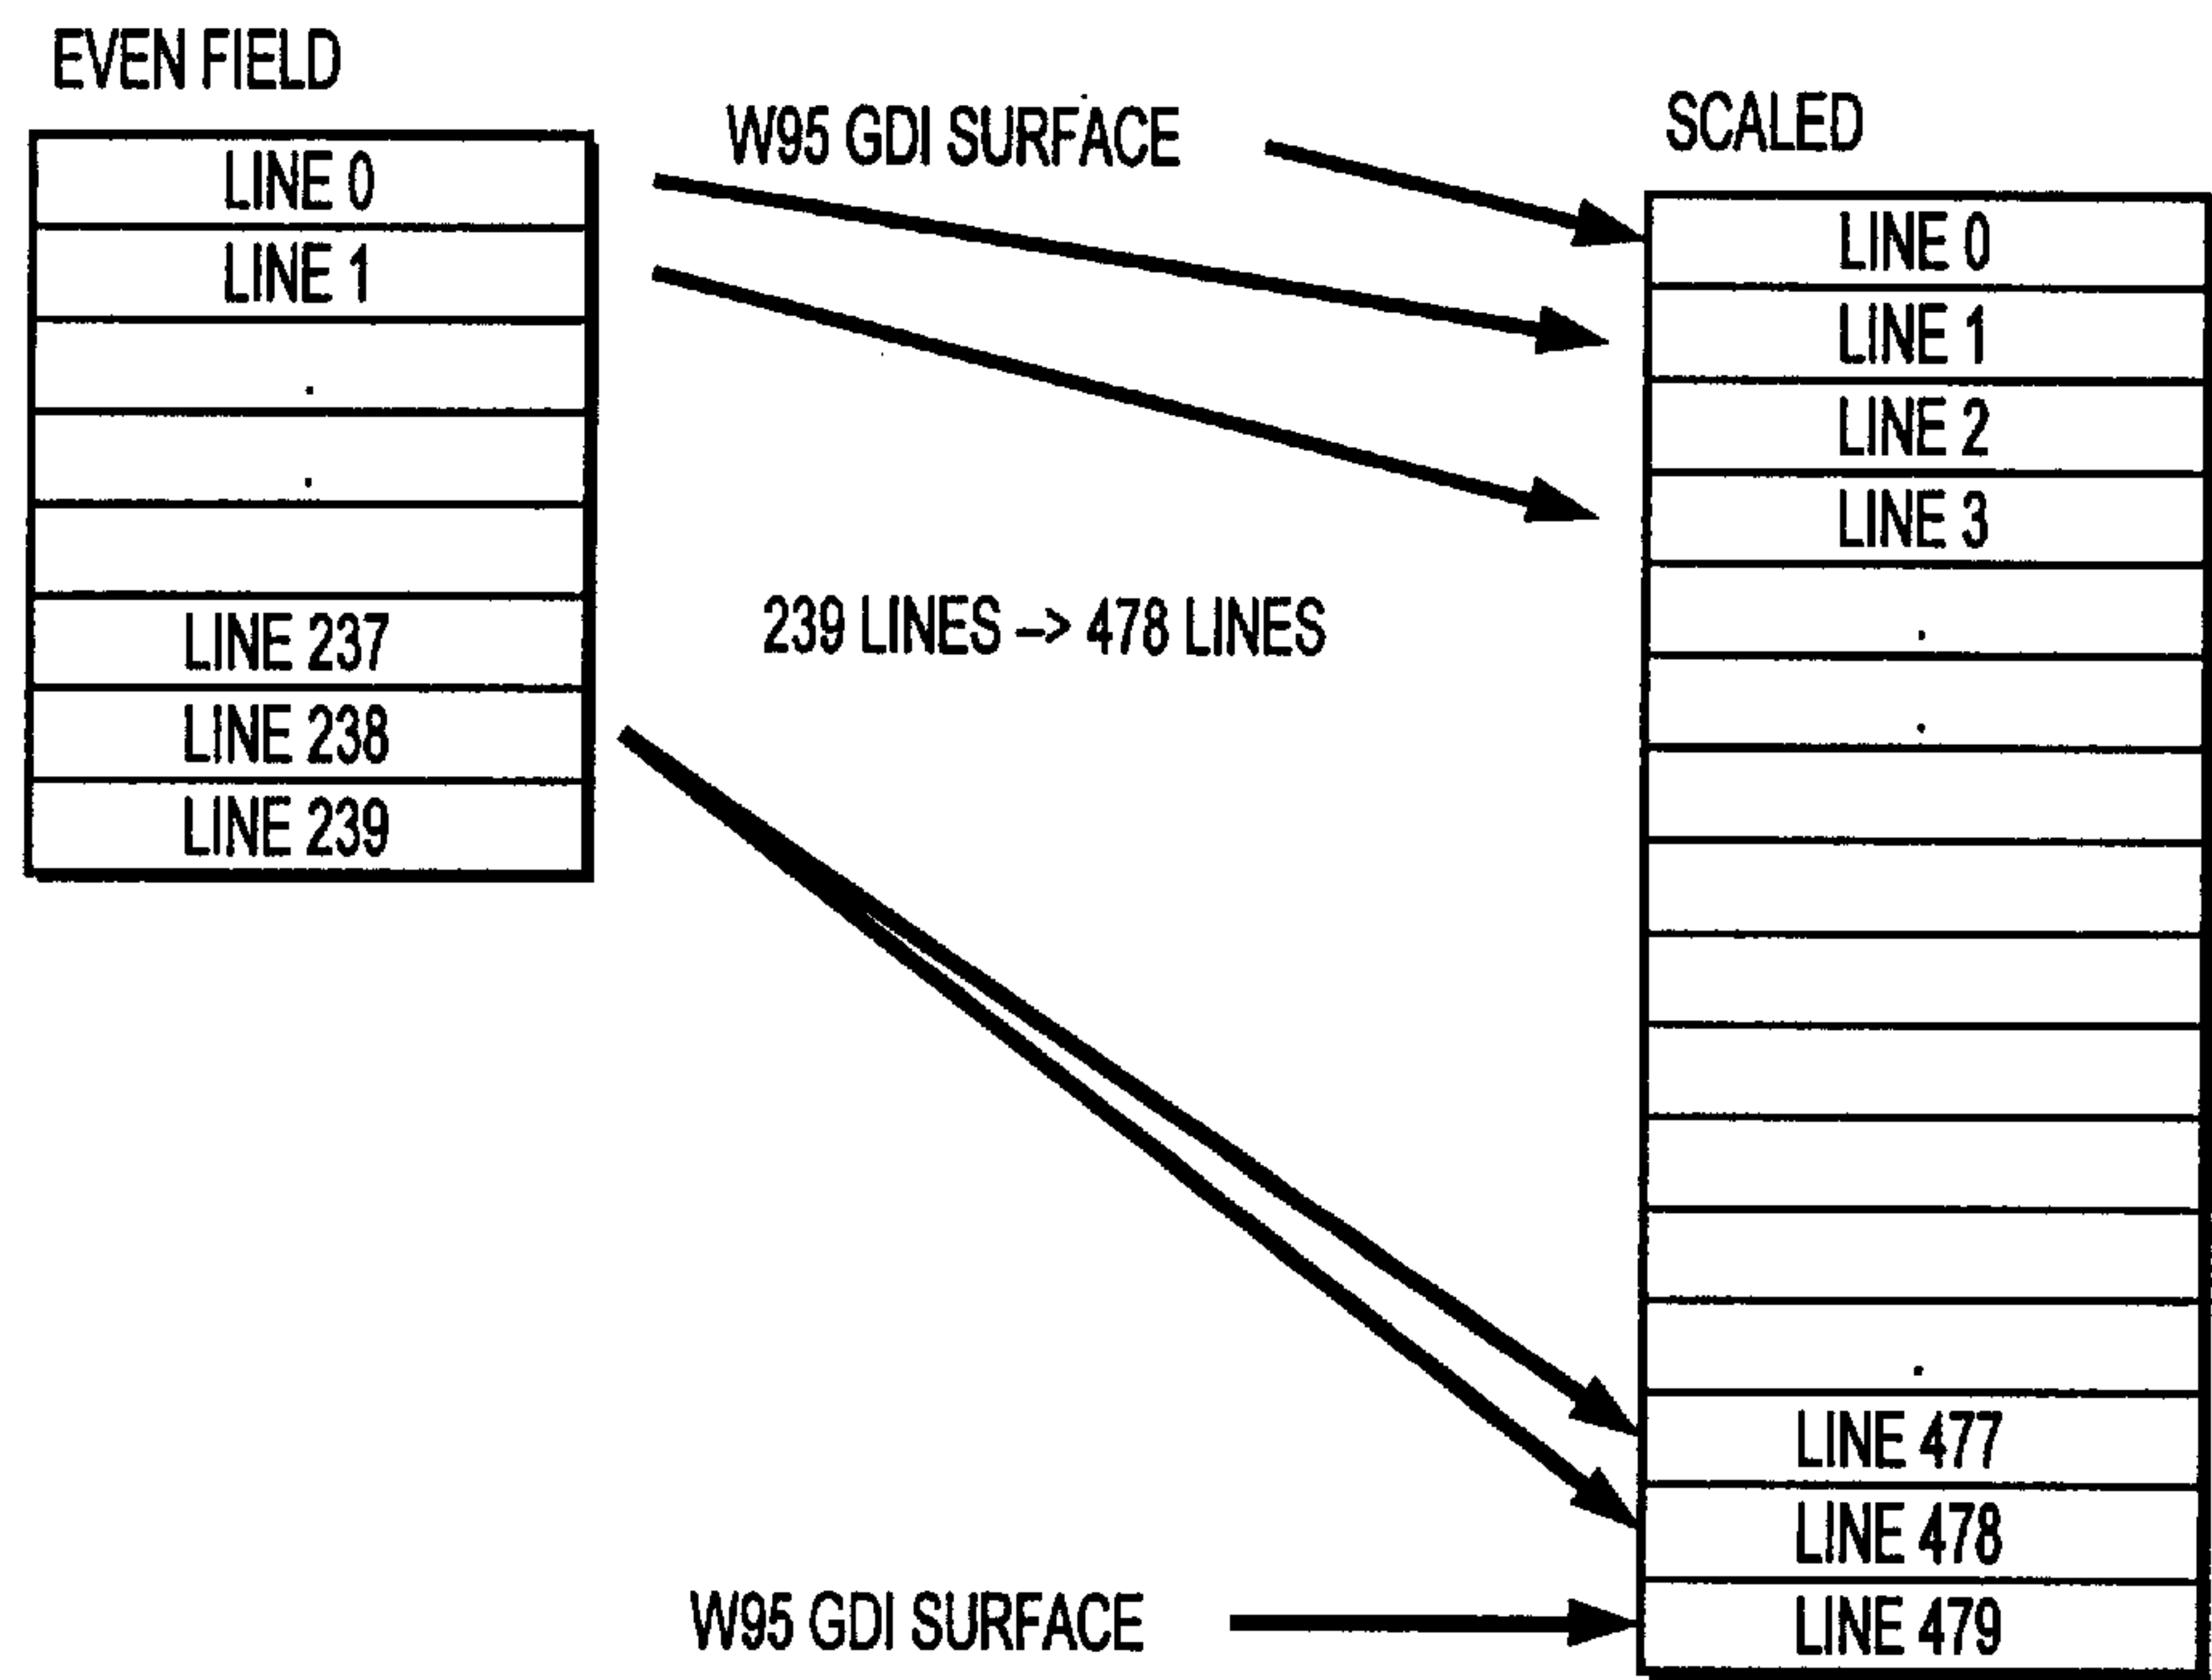 EVEN FIELD
LINE 0
LINE 1
.
.
LINE 237
LINE 238
LINE 239
W95 GDI SURFACE
239 LINES –> 478 LINES
W95 GDI SURFACE
SCALED
LINE 0
LINE 1
LINE 2
LINE 3
.
.
.
LINE 477
LINE 478
LINE 479